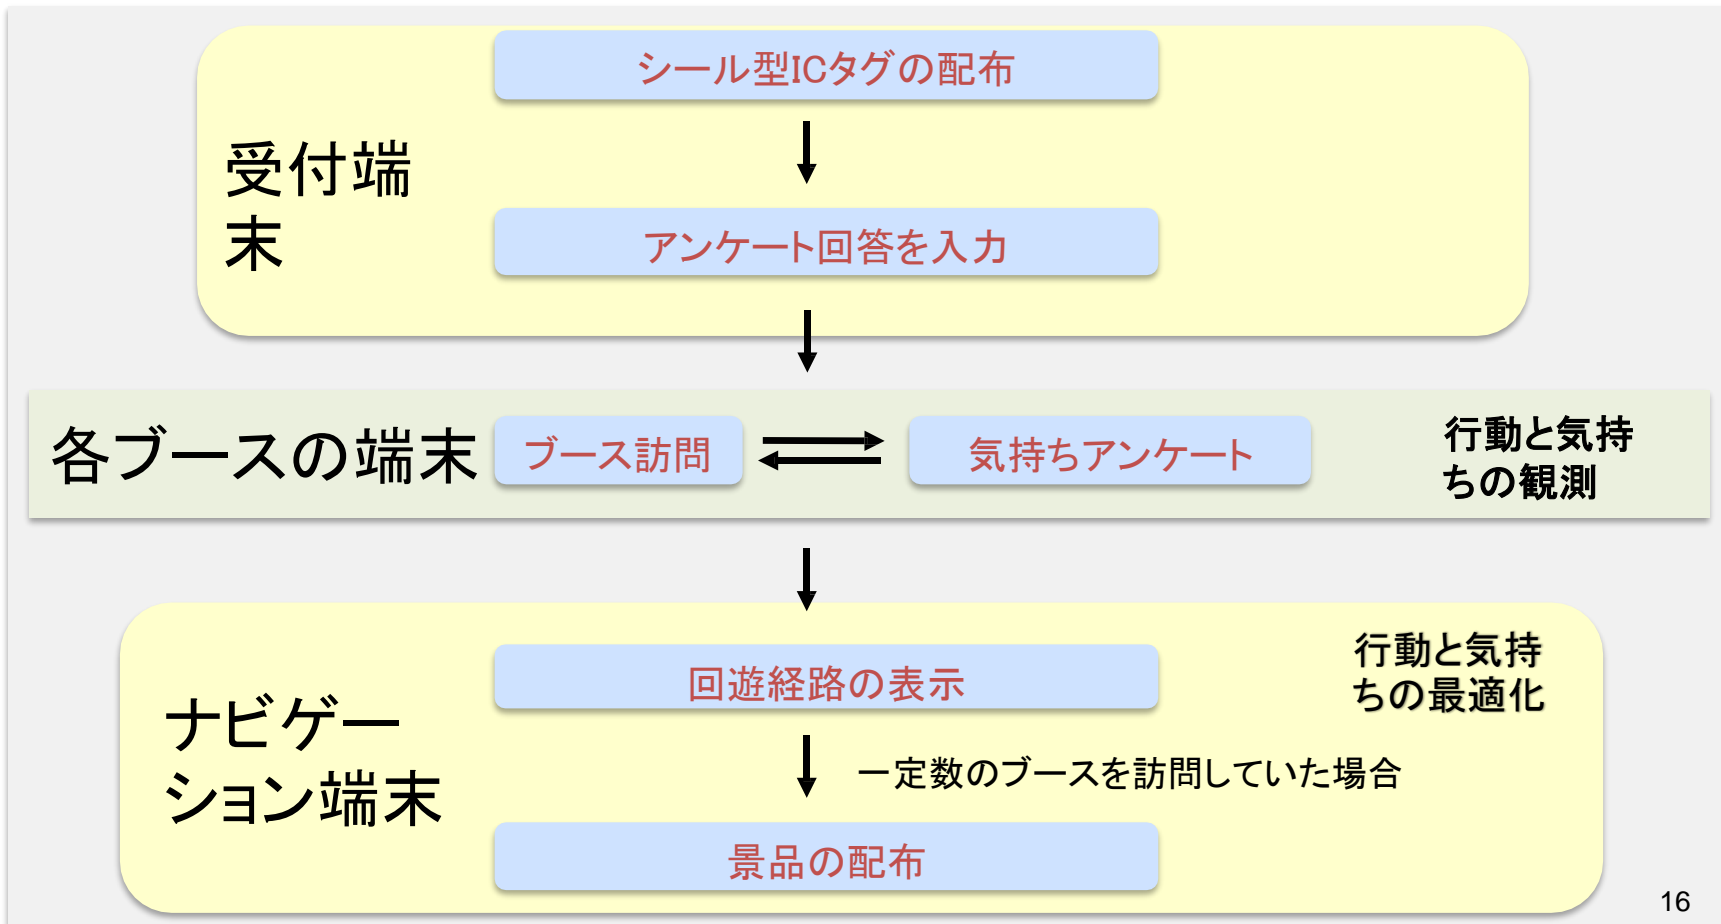 シール型ICタグの配布
受付端
末
アンケート回答を入力
各ブースの端末
ブース訪問
気持ちアンケート
行動と気持
ちの観測
回遊経路の表示
行動と気持
ちの最適化
ナビゲー
ション端末
一定数のブースを訪問していた場合
景品の配布
16